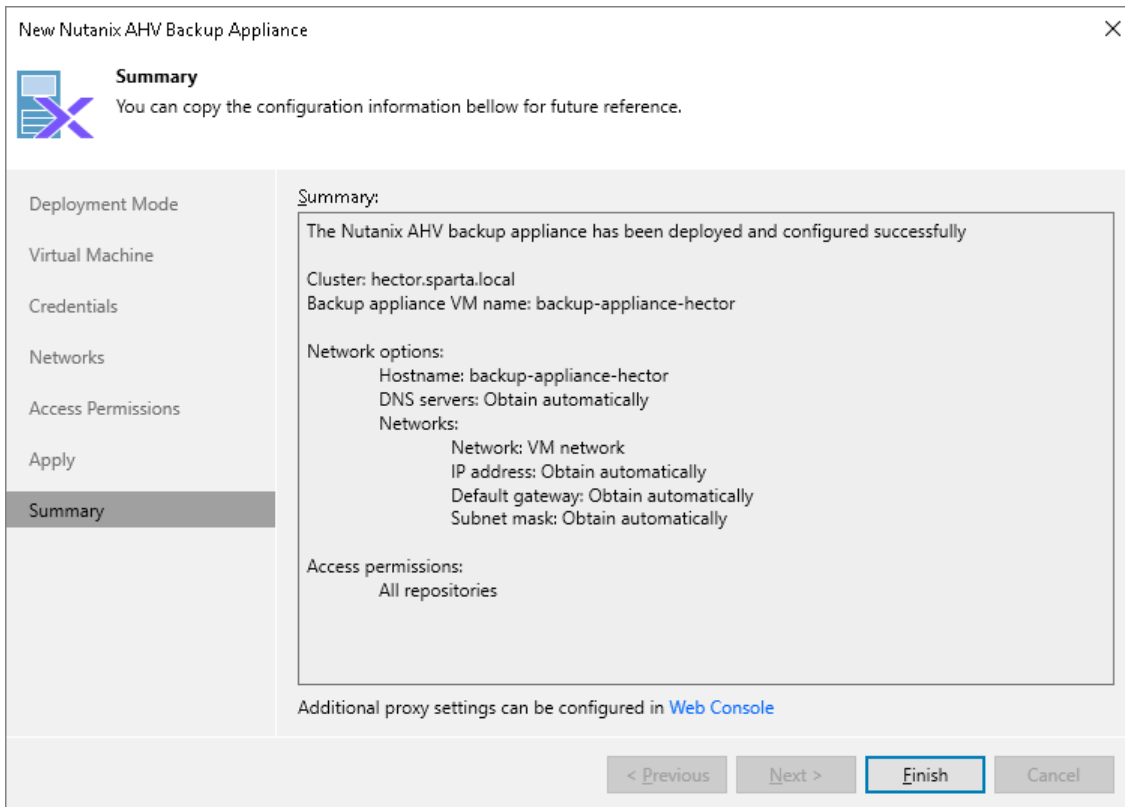 New Nutanix AHV Backup Appliance
Summary
You can copy the configuration information bellow for future reference.
Deployment Mode
Virtual Machine
Credentials
Networks
Access Permissions
Apply
Summary
Summary:
The Nutanix AHV backup appliance has been deployed and configured successfully
Cluster: hector.sparta.local
Backup appliance VM name: backup-appliance-hector
Network options:
Hostname: backup-appliance-hector
DNS servers: Obtain automatically
Networks:
Network: VM network
IP address: Obtain automatically
Default gateway: Obtain automatically
Subnet mask: Obtain automatically
Access permissions:
All repositories
Additional proxy settings can be configured in Web Console
< Previous
Next >
Finish
Cancel